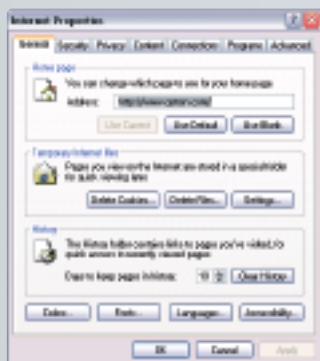 Internet Properties
General Security Privacy Content Connections Programs Advanced
Home page
You can change which page to use for your home page.
Address:
Use Current Use Default Use Blank
Temporary Internet files
Pages you view on the Internet are stored in a special folder
for quick viewing later.
Delete Cookies... Delete Files... Settings...
History
The History folder contains links to pages you've visited, for
quick access to recently viewed pages.
Days to keep pages in history: Clear History
Colors... Fonts... Languages... Accessibility...
OK Cancel Apply